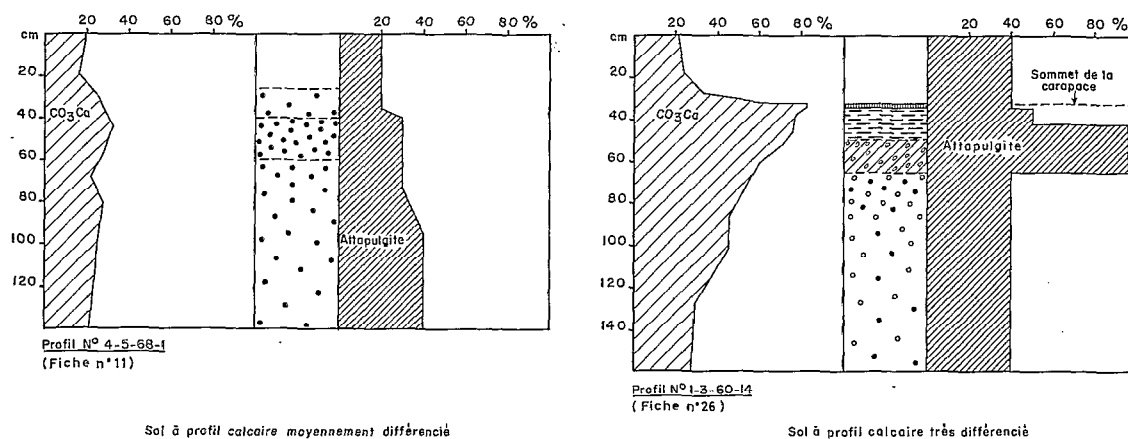 20 40 60 80 % 20 40 60 80 %
cm
20
40
60
80
100
120
CO3Ca
Attapulgite
Profil No 4-5-68-1
(Fiche n°11)
Sol à profil calcaire moyennement différencié
20 40 60 80 % 20 40 60 80 %
cm
20
40
60
80
100
120
140
CO3Ca
Attapulgite
Sommet de la
carapace
Profil No 1-3-60-14
(Fiche n°26)
Sol à profil calcaire très différencié